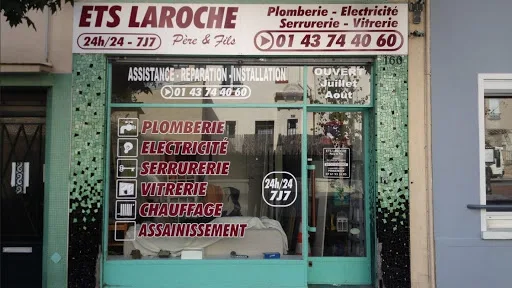 ETS LAROCHE
24h/24 - 7J7
Père & Fils
Plomberie - Electricité
Serrurerie - Vitrerie
01 43 74 40 60
160
ASSISTANCE - RÉPARATION - INSTALLATION
01 43 74 40 60
OUVERT
Juillet
Août
PLOMBERIE
ELECTRICITÉ
SERRURERIE
VITRERIE
CHAUFFAGE
ASSAINISSEMENT
24h/24
7J7